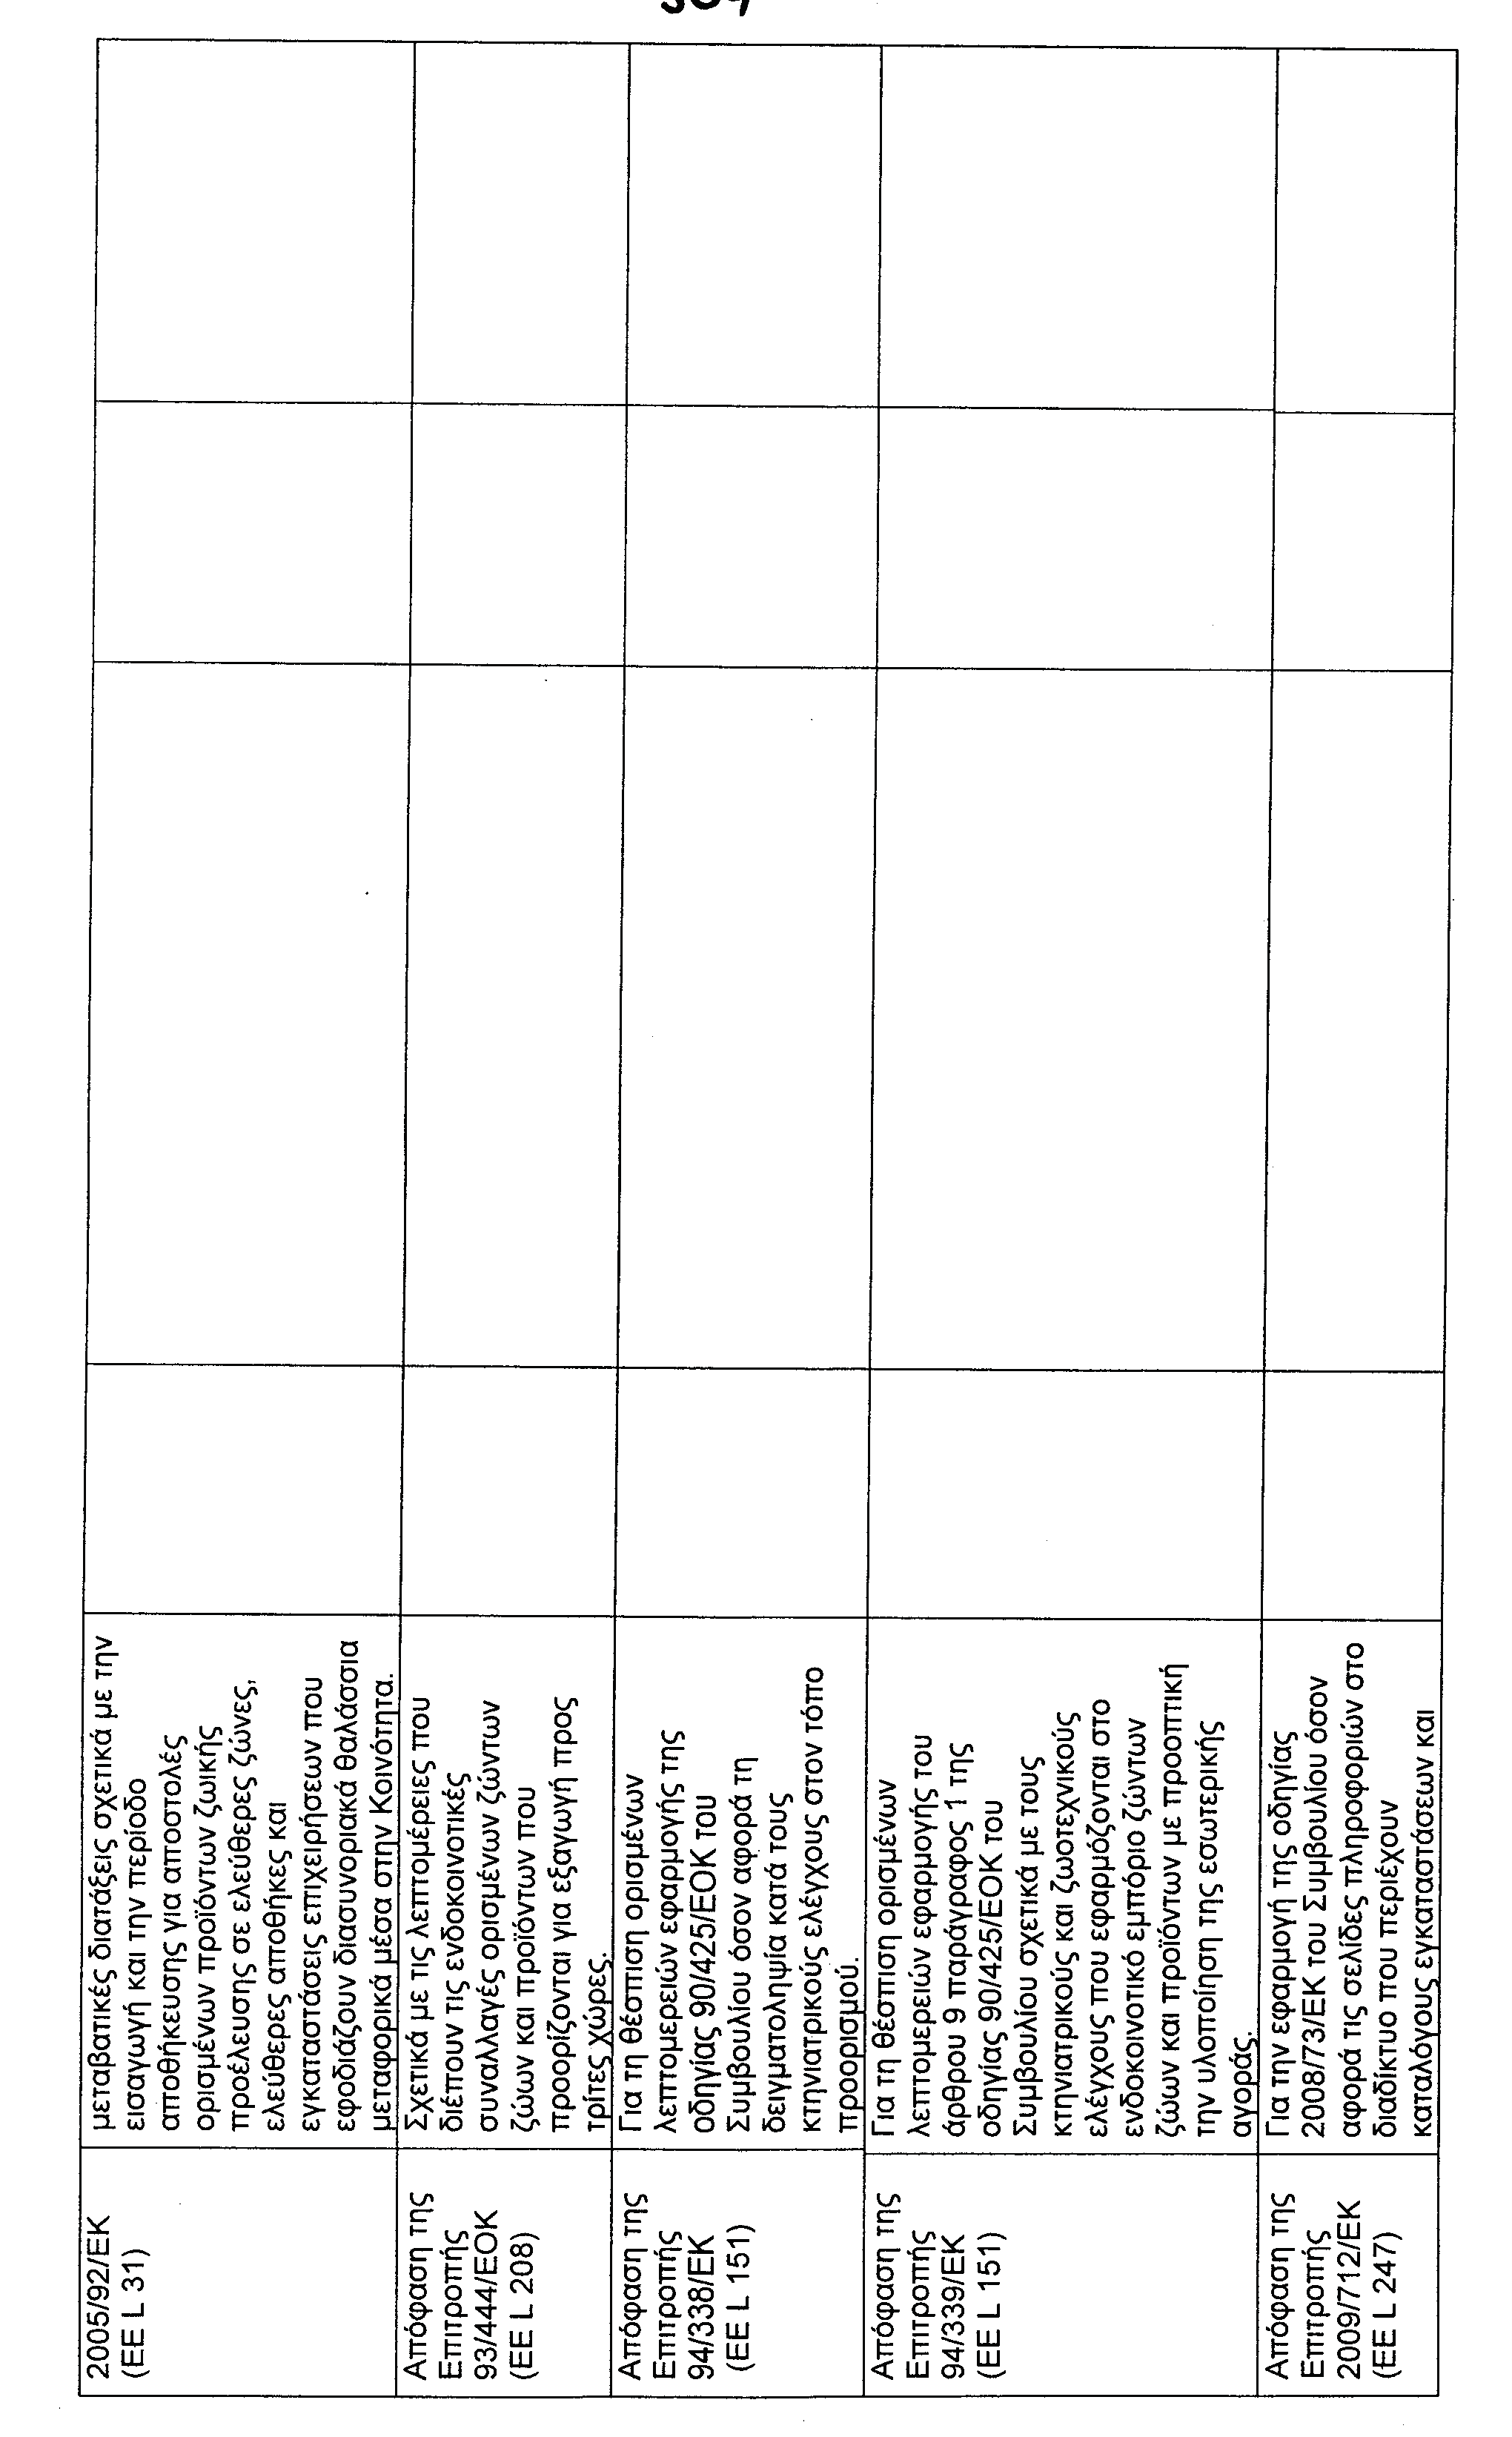 2005/92/ΕΚ
(ΕΕ L 31)
μεταβατικές διατάξεις σχετικά με την
εισαγωγή και την περίοδο
αποθήκευσης για αποστολές
ορισμένων προϊόντων ζωικής
προέλευσης σε ελεύθερες ζώνες,
ελεύθερες αποθήκες και
εγκαταστάσεις επιχειρήσεων που
εφοδιάζουν διασυνοριακά θαλάσσια
μεταφορικά μέσα στην Κοινότητα.
Απόφαση της
Επιτροπής
93/444/ΕΟΚ
(ΕΕ L 208)
Σχετικά με τις λεπτομέρειες που
διέπουν τις ενδοκοινοτικές
συναλλαγές ορισμένων ζώντων
ζώων και προϊόντων που
προορίζονται για εξαγωγή προς
τρίτες χώρες.
Απόφαση της
Επιτροπής
94/338/ΕΚ
(ΕΕ L 151)
Για τη θέσπιση ορισμένων
λεπτομερειών εφαρμογής της
οδηγίας 90/425/ΕΟΚ του
Συμβουλίου όσον αφορά τη
δειγματοληψία κατά τους
κτηνιατρικούς ελέγχους στον τόπο
προορισμού.
Απόφαση της
Επιτροπής
94/339/ΕΚ
(ΕΕ L 151)
Για τη θέσπιση ορισμένων
λεπτομερειών εφαρμογής του
άρθρου 9 παράγραφος 1 της
οδηγίας 90/425/ΕΟΚ του
Συμβουλίου σχετικά με τους
κτηνιατρικούς και ζωοτεχνικούς
ελέγχους που εφαρμόζονται στο
ενδοκοινοτικό εμπόριο ζώντων
ζώων και προϊόντων με προοπτική
την υλοποίηση της εσωτερικής
αγοράς.
Απόφαση της
Επιτροπής
2009/712/ΕΚ
(ΕΕ L 247)
Για την εφαρμογή της οδηγίας
2008/73/ΕΚ του Συμβουλίου όσον
αφορά τις σελίδες πληροφοριών στο
διαδίκτυο που περιέχουν
καταλόγους εγκαταστάσεων και